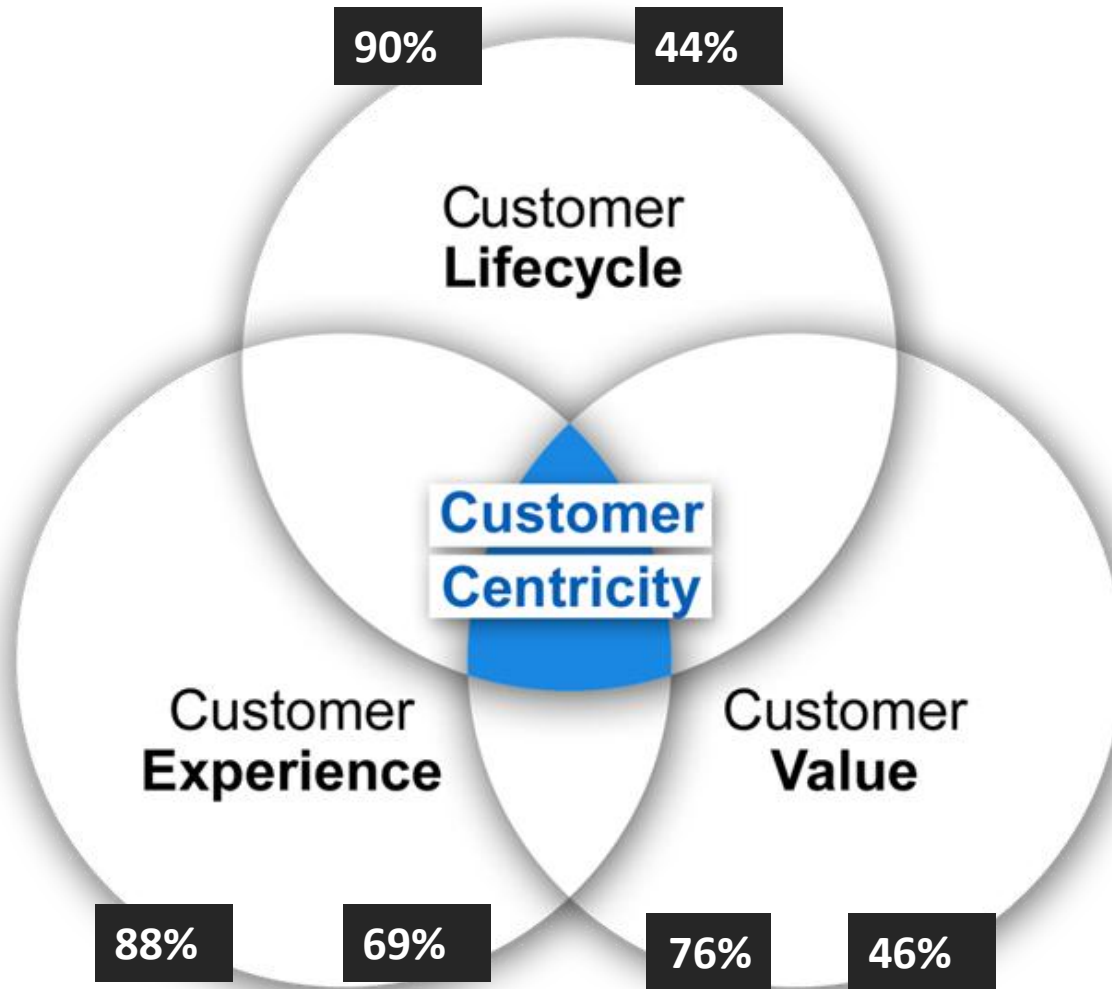 90%
44%
Customer
Lifecycle
Customer
Centricity
Customer
Experience
Customer
Value
88%
69%
76%
46%